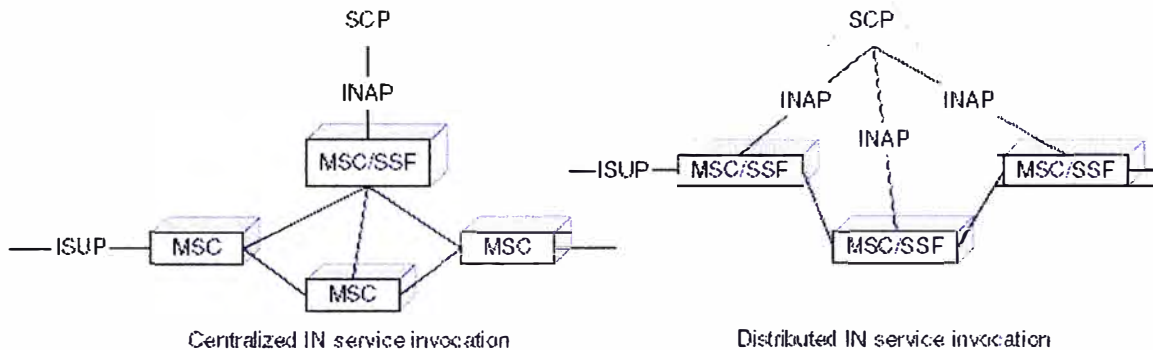 SCP
INAP
MSC/SSF
ISUP
MSC
MSC
MSC
Centralized IN service invocation
SCP
INAP
INAP
INAP
ISUP
MSC/SSF
MSC/SSF
MSC/SSF
Distributed IN service invocation